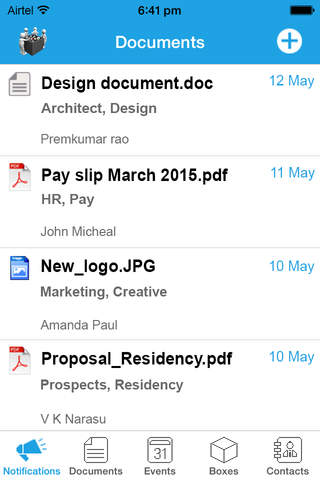 Airtel 6:41 pm
Documents
Design document.doc 12 May
Architect, Design
Premkumar rao
PDF
Pay slip March 2015.pdf 11 May
HR, Pay
John Micheal
New_logo.JPG 10 May
Marketing, Creative
Amanda Paul
PDF
Proposal_Residency.pdf 10 May
Prospects, Residency
V K Narasu
31
Notifications Documents Events Boxes Contacts